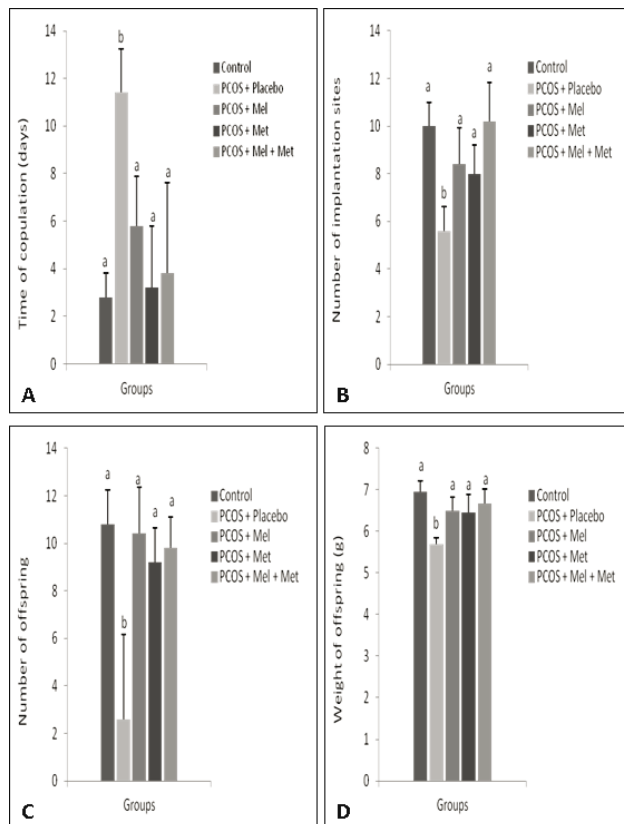 14
12
10
8
6
4
2
0
Time of copulation (days)
a
b
a
a
a
Control
PCOS + Placebo
PCOS + Mel
PCOS + Met
PCOS + Mel + Met
Groups
A
14
12
10
8
6
4
2
0
Number of implantation sites
a
b
a
a
a
Control
PCOS + Placebo
PCOS + Mel
PCOS + Met
PCOS + Mel + Met
Groups
B
14
12
10
8
6
4
2
0
Number of offspring
a
b
a
a
a
Control
PCOS + Placebo
PCOS + Mel
PCOS + Met
PCOS + Mel + Met
Groups
C
8
7
6
5
4
3
2
1
0
Weight of offspring (g)
a
b
a
a
a
Control
PCOS + Placebo
PCOS + Mel
PCOS + Met
PCOS + Mel + Met
Groups
D